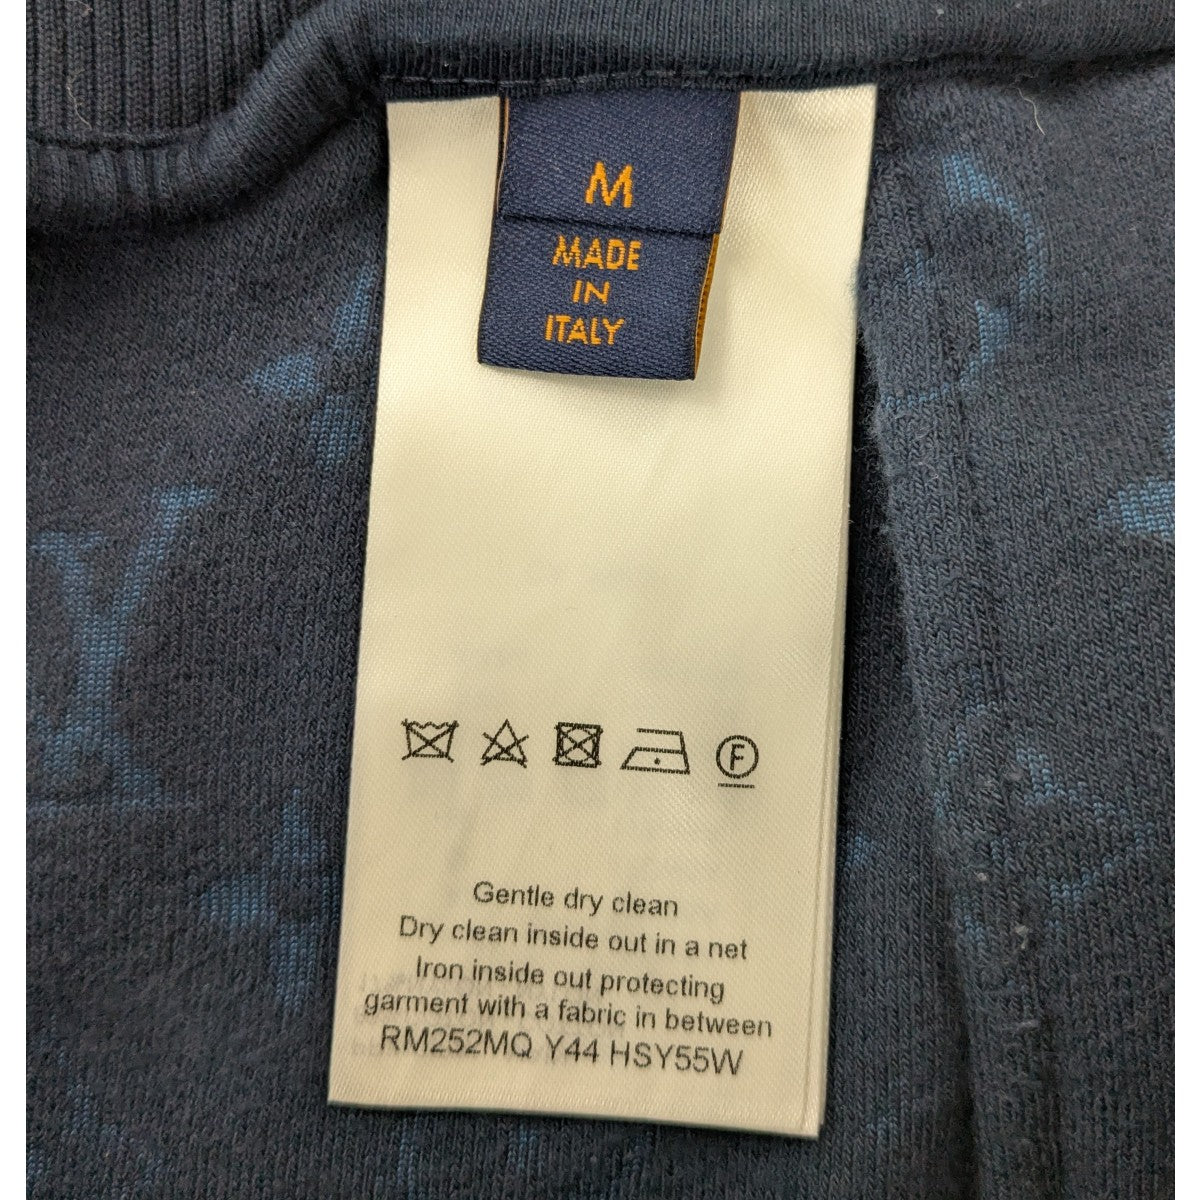 M
MADE
IN
ITALY
F
Gentle dry clean
Dry clean inside out in a net
Iron inside out protecting
garment with a fabric in between
RM252MQ Y44 HSY55W